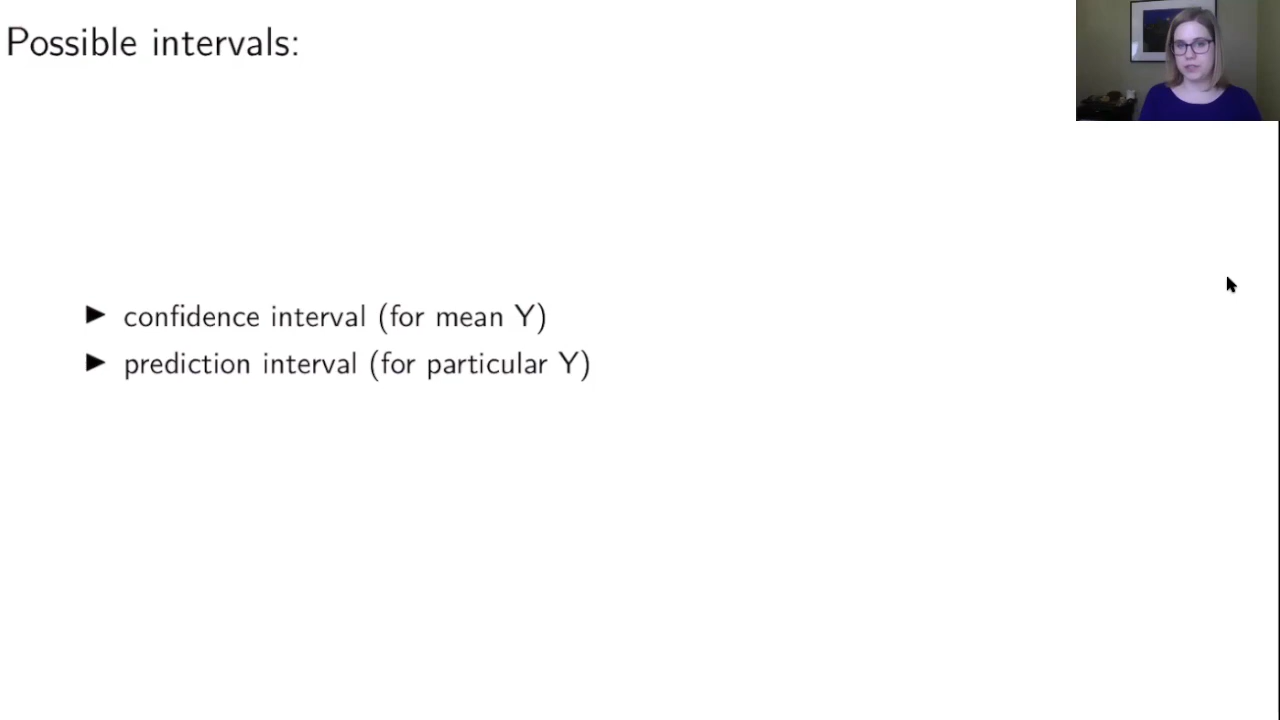 Possible intervals:
▶ confidence interval (for mean Y)
▶ prediction interval (for particular Y)